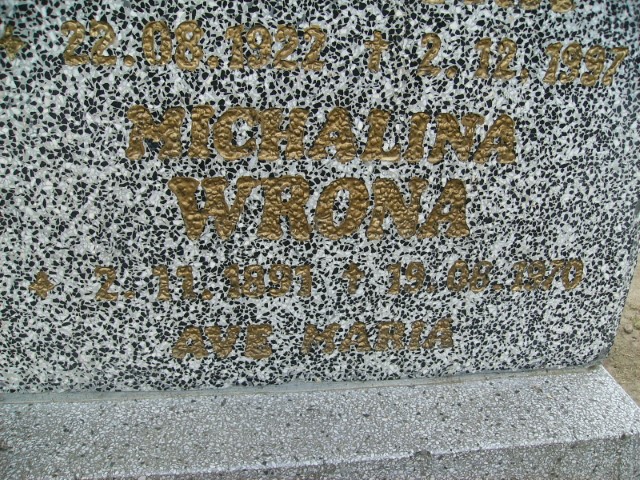 * 22.08.1922 † 2.12.1997
MICHALINA
WRONA
* 2.11.1891 † 19.08.1970
AVE MARIA